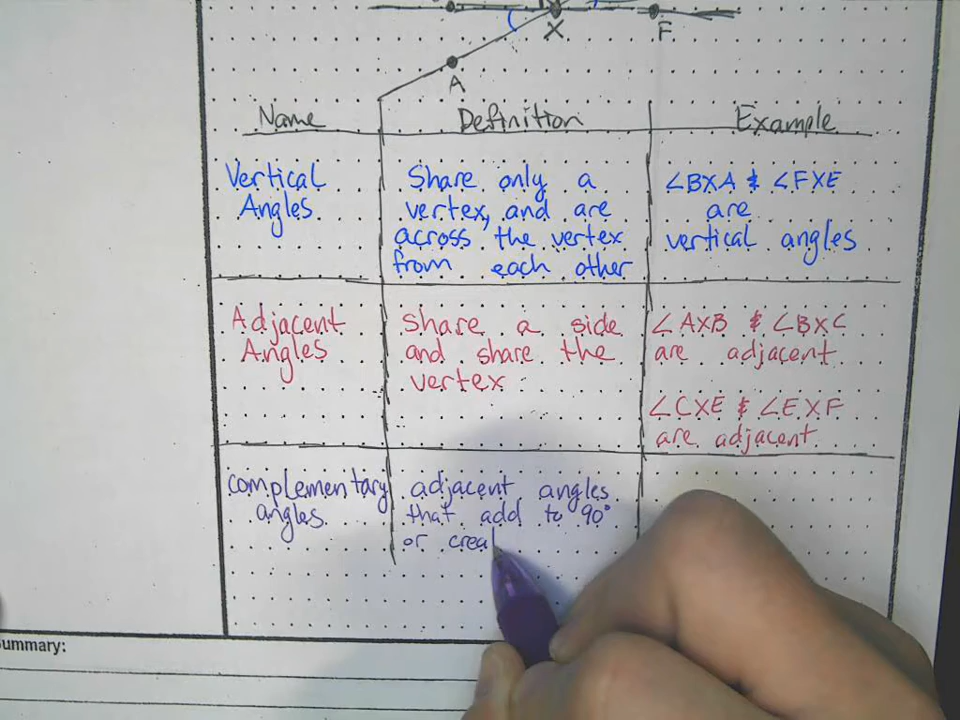 X F
A
Name Definition Example
Vertical Angles
Share only a
vertex, and are
across the vertex
from each other
∠BXA & ∠FXE
are
vertical angles
Adjacent
Angles
Share a side
and share the
vertex
∠AXB & ∠BXC
are adjacent
∠CXE & ∠EXF
are adjacent
complementary
angles
adjacent angles
that add to 90°
or creat
ummary: